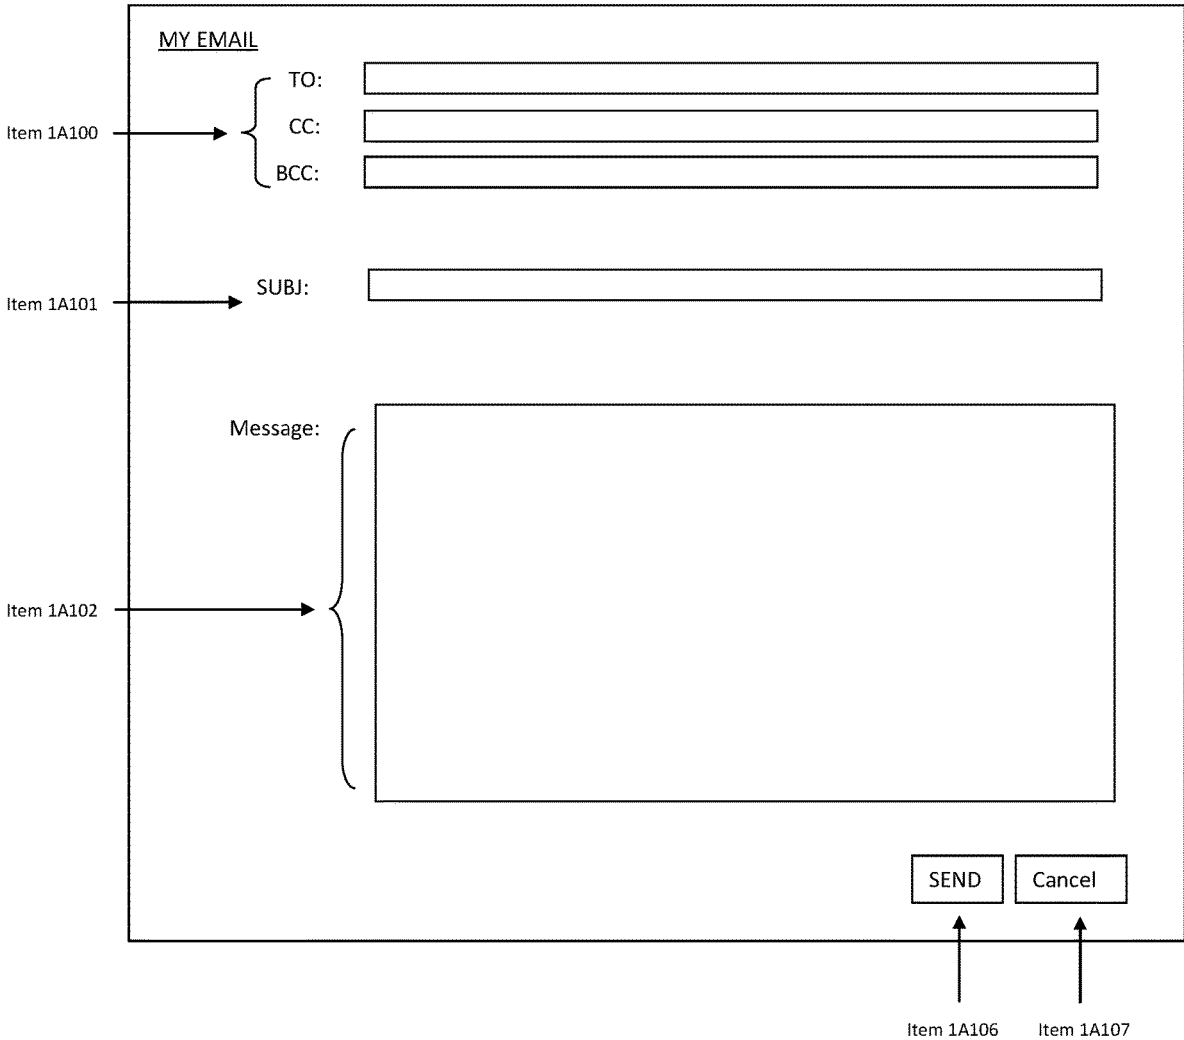 MY EMAIL
TO:
Item 1A100
CC:
BCC:
SUBJ:
Item 1A101
Message:
Item 1A102
SEND
Cancel
Item 1A106
Item 1A107